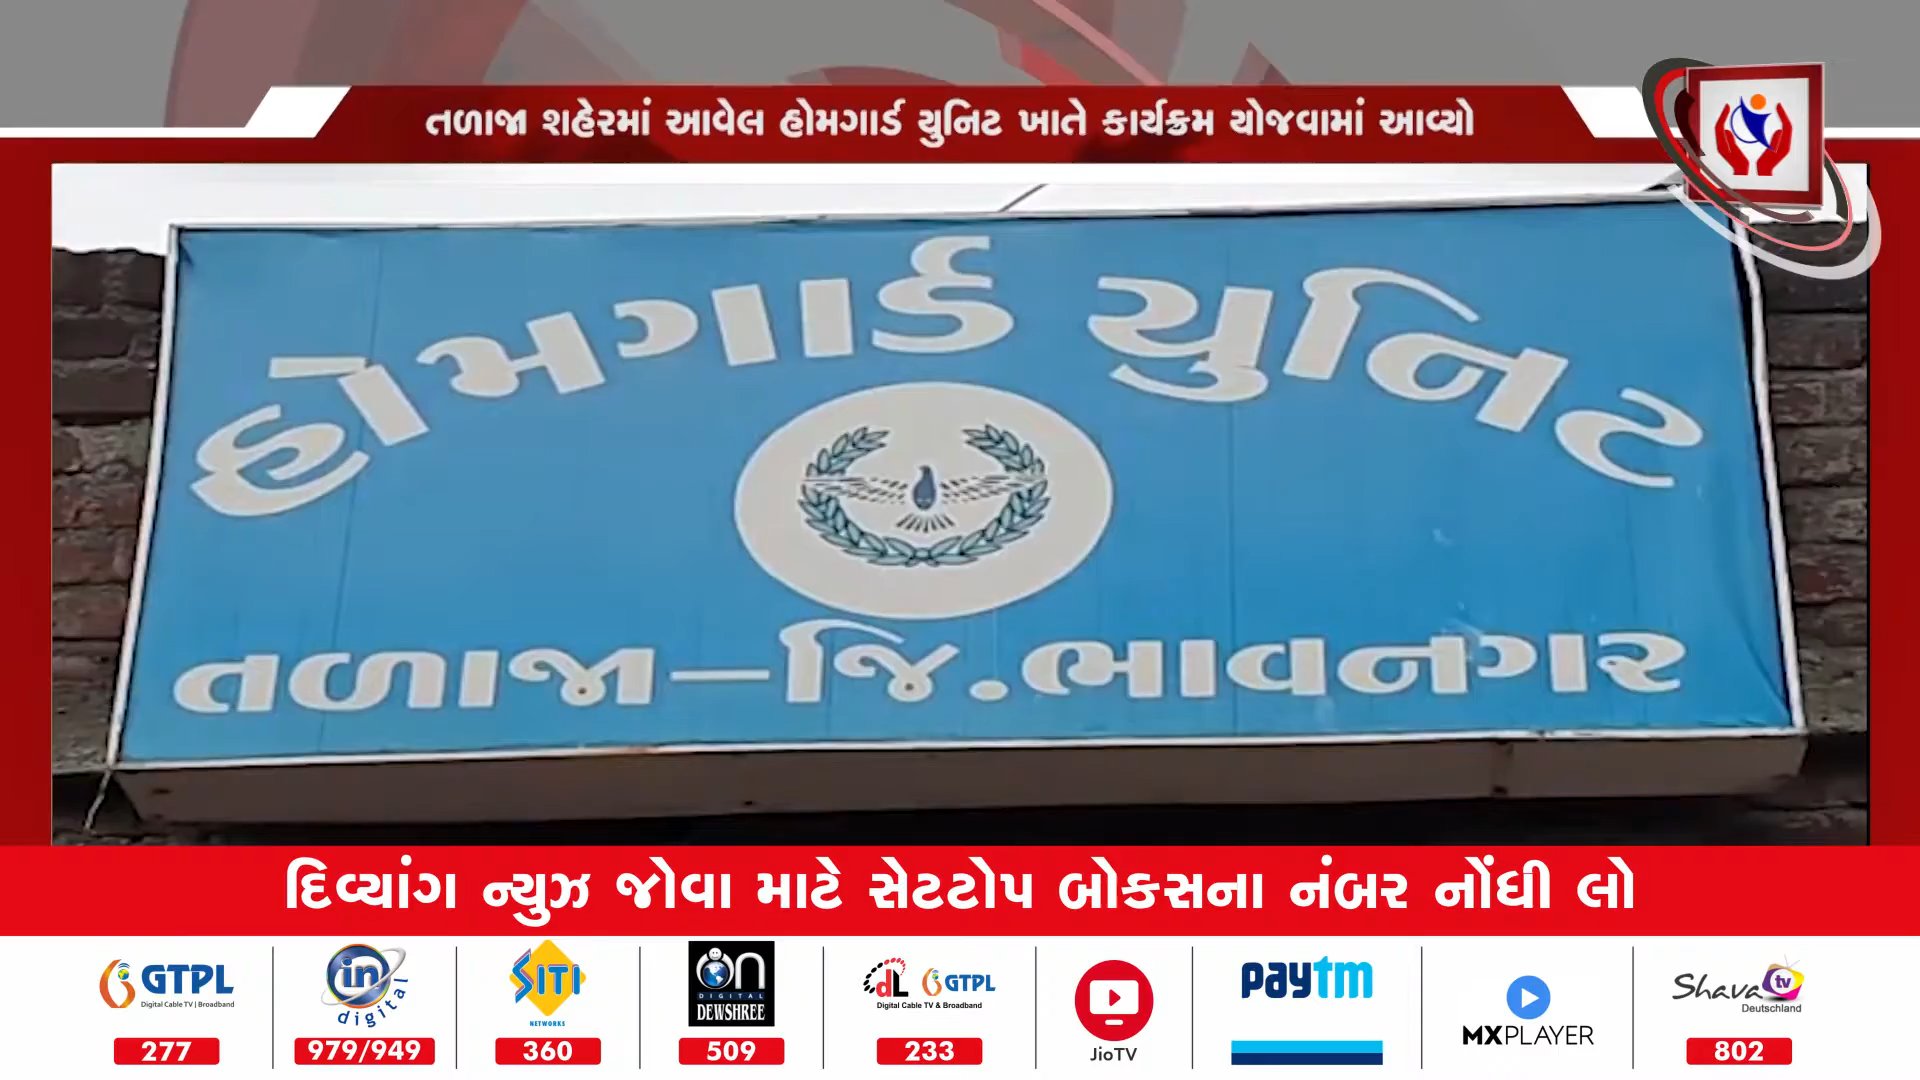 તળાજા શહેરમાં આવેલ હોમગાર્ડ યુનિટ ખાતે કાર્યક્રમ યોજવામાં આવ્યો
હોમગાર્ડ યુનિટ
તળાજા-જિ.ભાવનગર
દિવ્યાંગ ન્યુઝ જોવા માટે સેટટોપ બોકસના નંબર નોંધી લો
GTPL
Digital Cable TV | Broadband
277
in
digital
979/949
SITI
NETWORKS
360
ON
DIGITAL
DEWSHREE
509
dL GTPL
Digital Cable TV & Broadband
233
JioTV
paytm
MXPLAYER
Shava tv
Deutschland
802